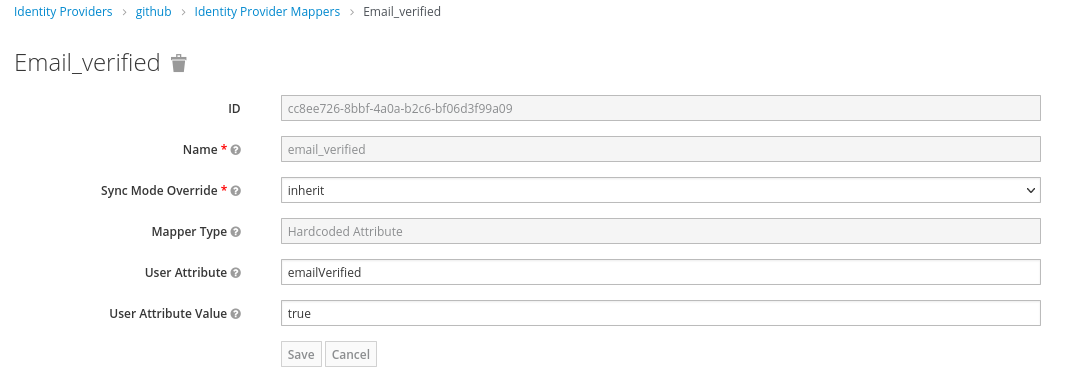 Identity Providers > github > Identity Provider Mappers > Email_verified
Email_verified
ID cc8ee726-8bbf-4a0a-b2c6-bf06d3f99a09
Name * email_verified
Sync Mode Override * inherit
Mapper Type Hardcoded Attribute
User Attribute emailVerified
User Attribute Value true
Save Cancel